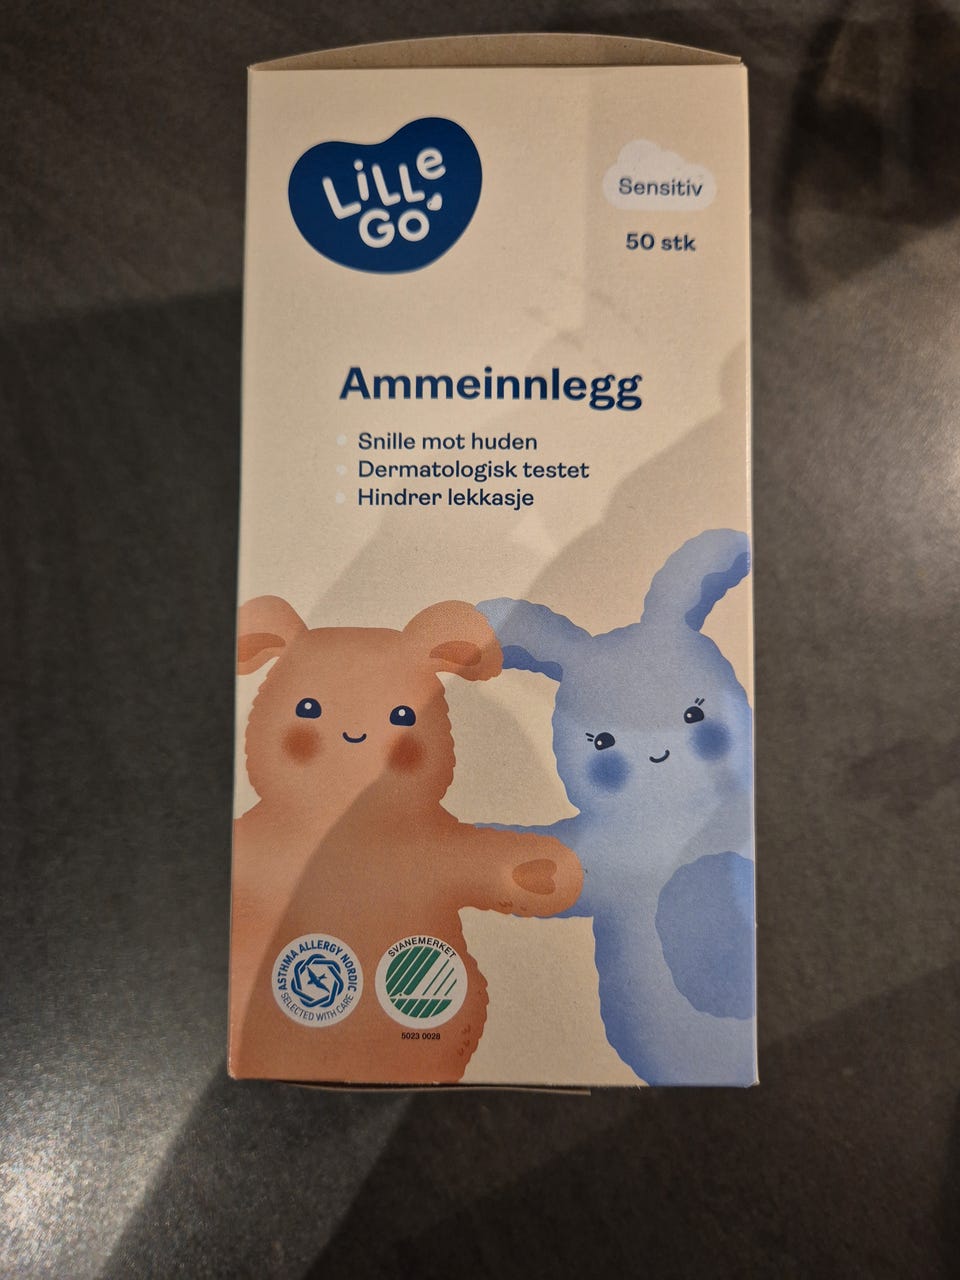 Lille
Go
Sensitiv
50 stk
Ammeinnlegg
Snille mot huden
Dermatologisk testet
Hindrer lekkasje
ASTHMA ALLERGY NORDIC
SELECTED WITH CARE
SVANEMERKET
5023 0028